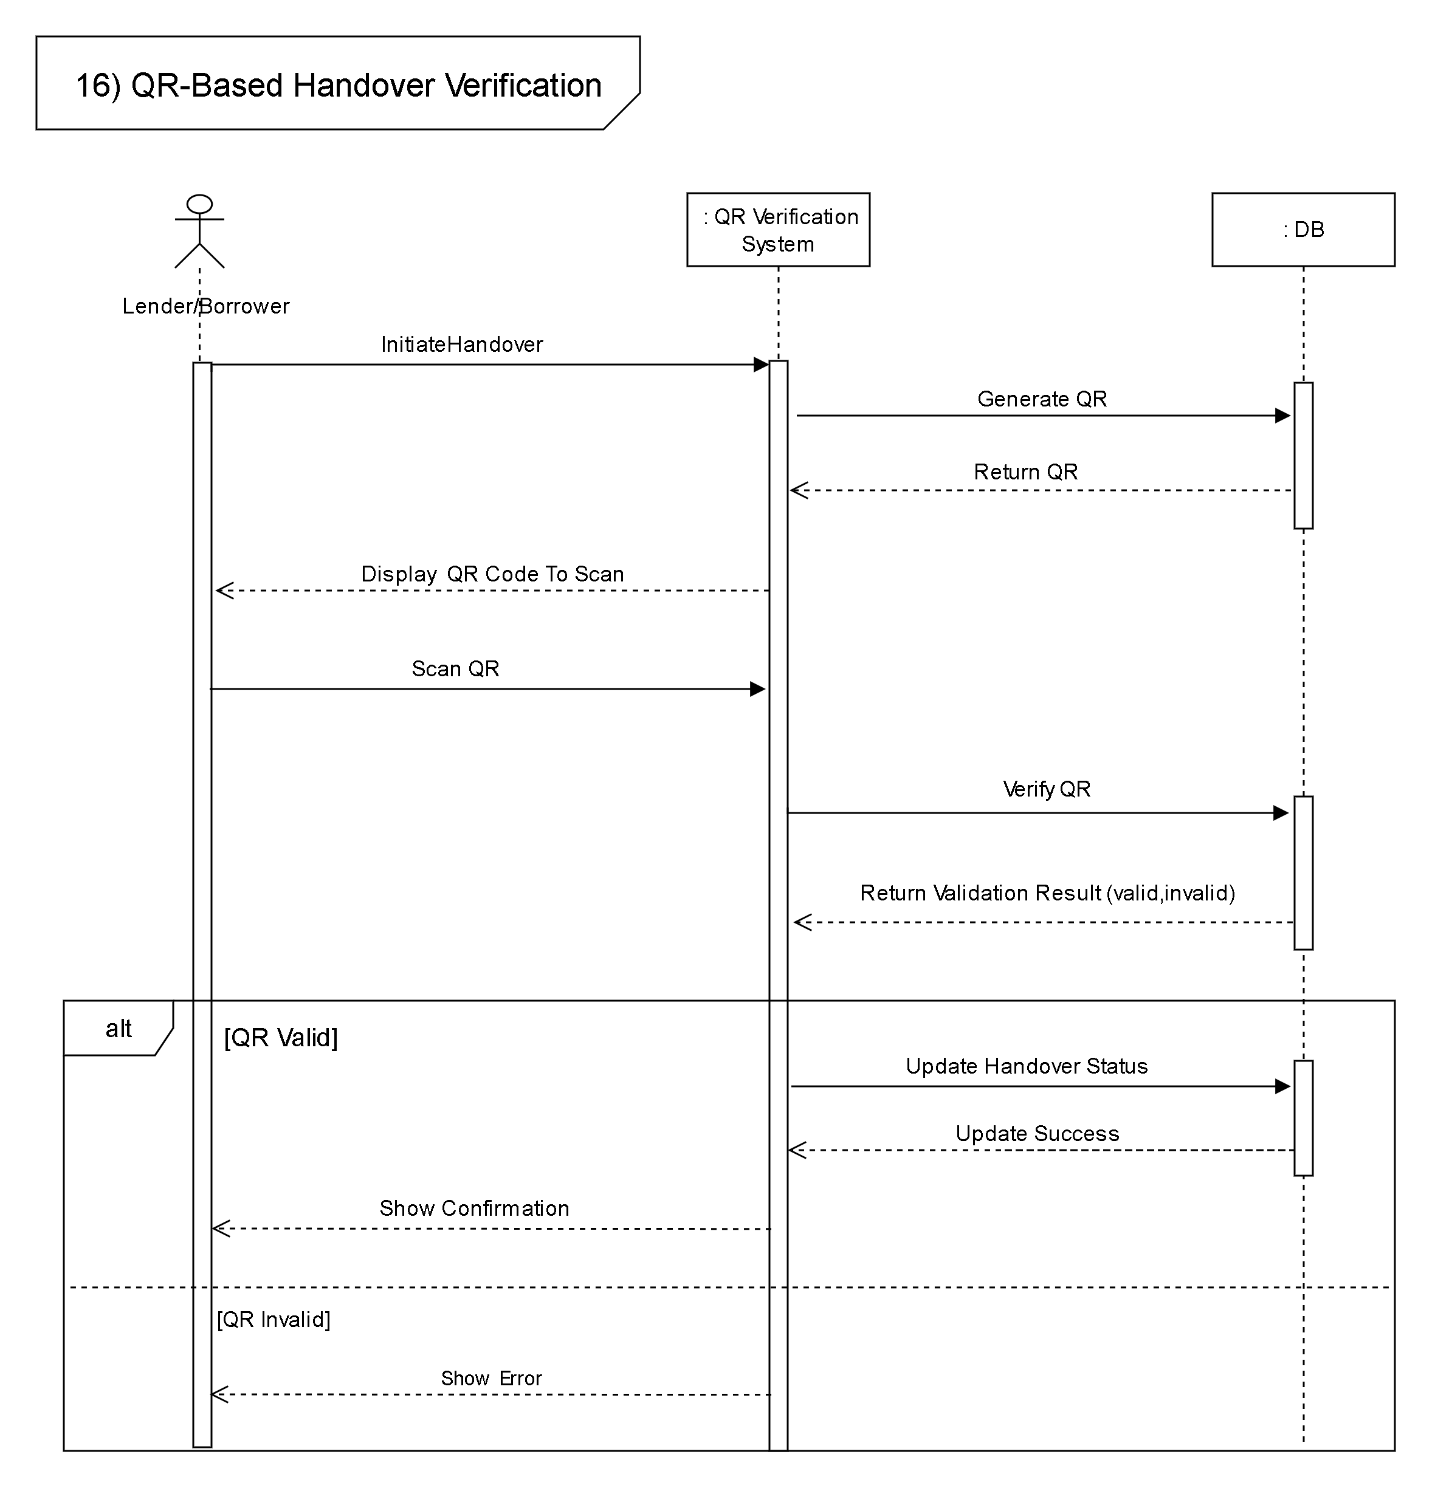 16) QR-Based Handover Verification
: QR Verification
System
: DB
Lender/Borrower
InitiateHandover
Generate QR
Return QR
Display QR Code To Scan
Scan QR
Verify QR
Return Validation Result (valid,invalid)
alt
[QR Valid]
Update Handover Status
Update Success
Show Confirmation
[QR Invalid]
Show Error